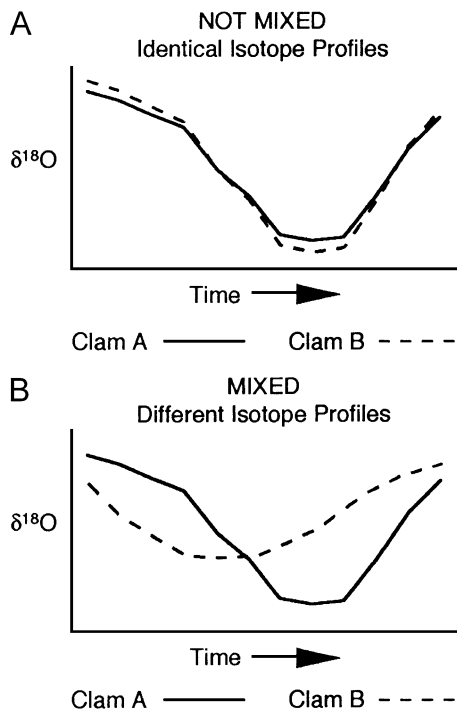 A
NOT MIXED
Identical Isotope Profiles
δ¹⁸O
Time
Clam A Clam B
B
MIXED
Different Isotope Profiles
δ¹⁸O
Time
Clam A Clam B